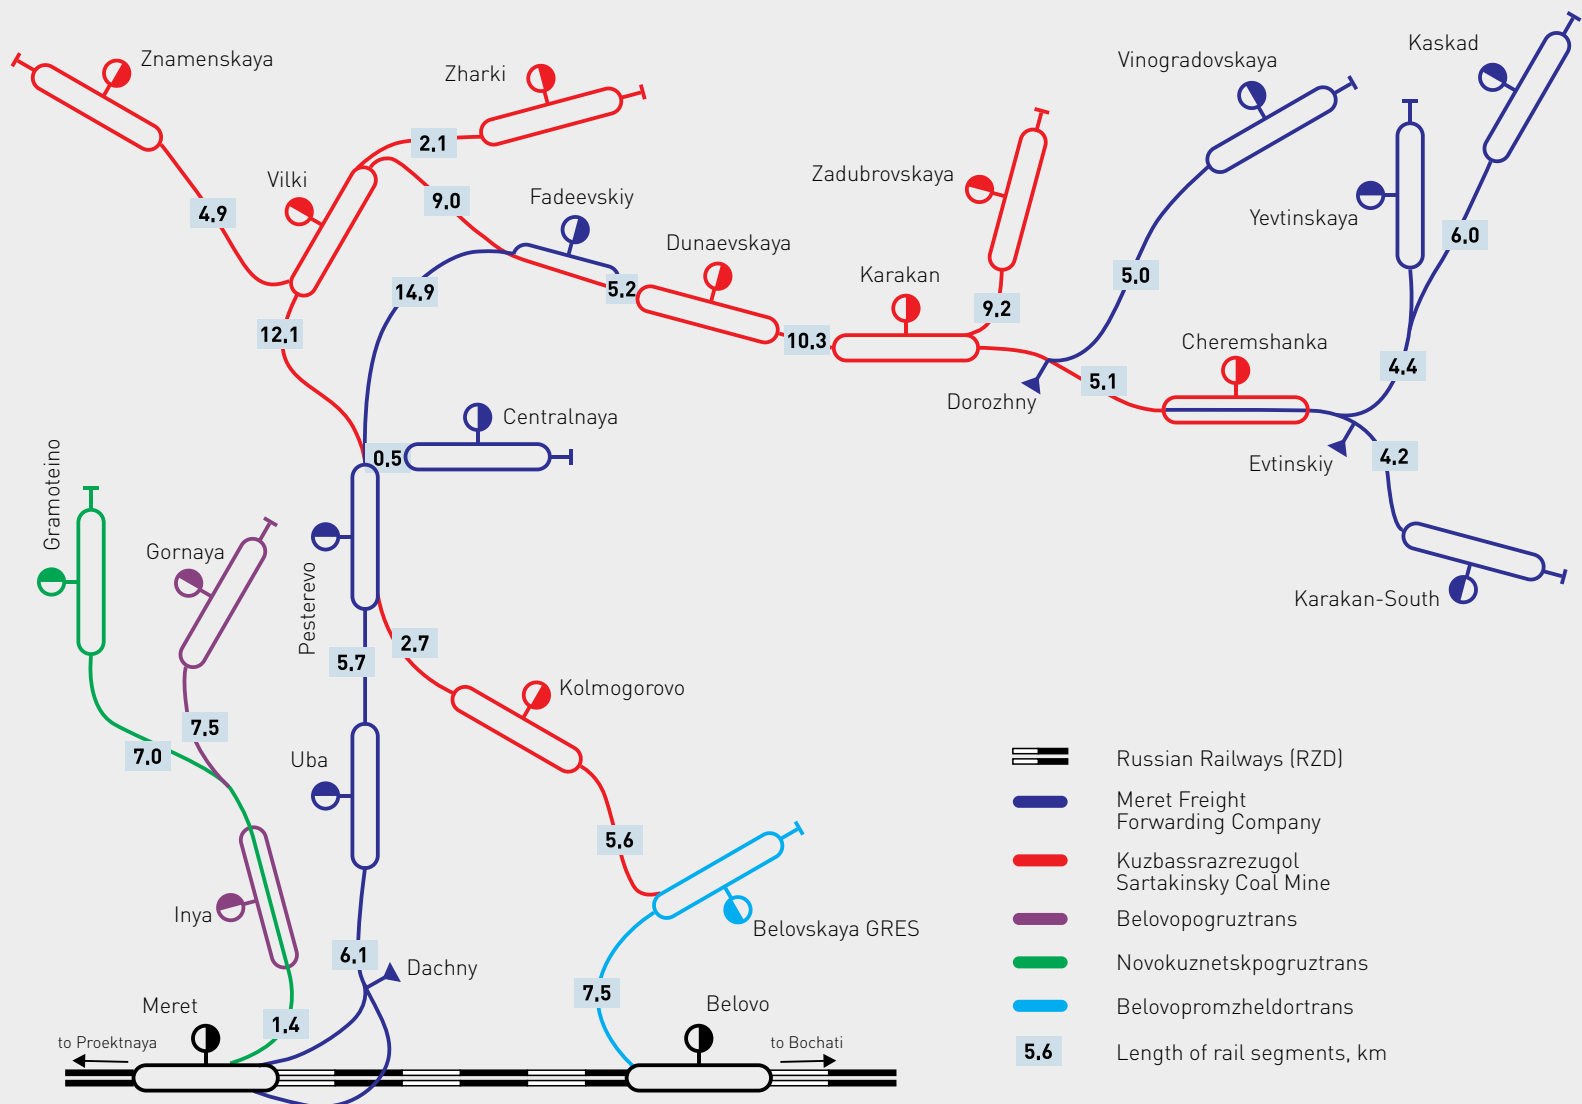 Znamenskaya
Zharki
Vinogradovskaya
Kaskad
2.1
Vilki
4.9
9.0
Fadeevskiy
Zadubrovskaya
Yevtinskaya
6.0
Dunaevskaya
14.9
5.2
Karakan
5.0
12.1
10.3
9.2
Cheremshanka
4.4
5.1
Dorozhny
Centralnaya
0.5
Evtinskiy
4.2
Gramoteino
Gornaya
Pesterevo
Karakan-South
5.7
2.7
Kolmogorovo
7.5
7.0
Uba
5.6
Inya
Belovskaya GRES
6.1
Dachny
7.5
Meret
1.4
Belovo
to Proektnaya
to Bochati
Russian Railways (RZD)
Meret Freight
Forwarding Company
Kuzbassrazrezugol
Sartakinsky Coal Mine
Belovopogruztrans
Novokuznetskpogruztrans
Belovopromzheldortrans
5.6
Length of rail segments, km